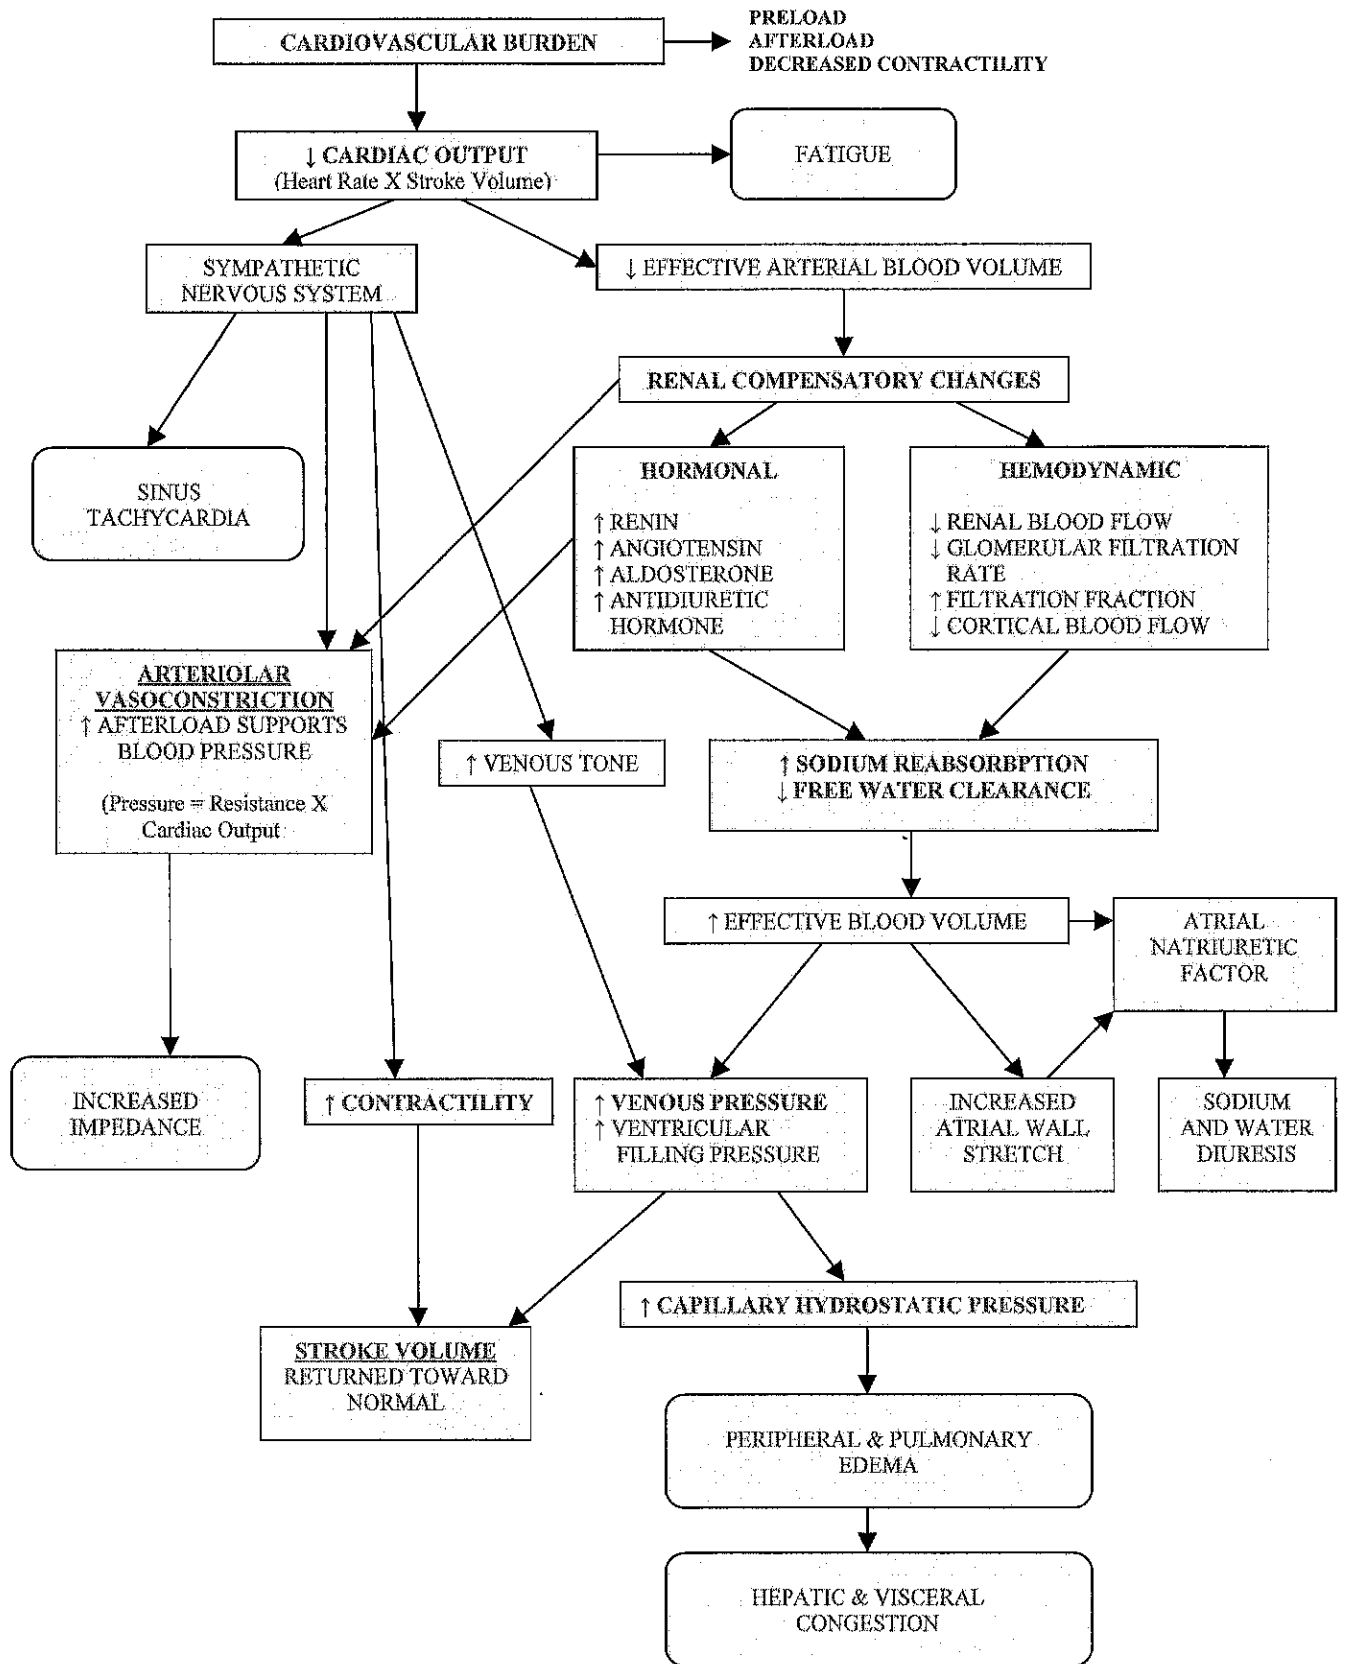 CARDIOVASCULAR BURDEN
PRELOAD
AFTERLOAD
DECREASED CONTRACTILITY
↓ CARDIAC OUTPUT
(Heart Rate X Stroke Volume)
FATIGUE
SYMPATHETIC
NERVOUS SYSTEM
↓ EFFECTIVE ARTERIAL BLOOD VOLUME
RENAL COMPENSATORY CHANGES
SINUS
TACHYCARDIA
HORMONAL
↑ RENIN
↑ ANGIOTENSIN
↑ ALDOSTERONE
↑ ANTIDIURETIC
HORMONE
HEMODYNAMIC
↓ RENAL BLOOD FLOW
↓ GLOMERULAR FILTRATION
RATE
↑ FILTRATION FRACTION
↓ CORTICAL BLOOD FLOW
ARTERIOLAR
VASOCONSTRICTION
↑ AFTERLOAD SUPPORTS
BLOOD PRESSURE
(Pressure = Resistance X
Cardiac Output
↑ VENOUS TONE
↑ SODIUM REABSORBPTION
↓ FREE WATER CLEARANCE
↑ EFFECTIVE BLOOD VOLUME
ATRIAL
NATRIURETIC
FACTOR
INCREASED
IMPEDANCE
↑ CONTRACTILITY
↑ VENOUS PRESSURE
↑ VENTRICULAR
FILLING PRESSURE
INCREASED
ATRIAL WALL
STRETCH
SODIUM
AND WATER
DIURESIS
↑ CAPILLARY HYDROSTATIC PRESSURE
STROKE VOLUME
RETURNED TOWARD
NORMAL
PERIPHERAL & PULMONARY
EDEMA
HEPATIC & VISCERAL
CONGESTION